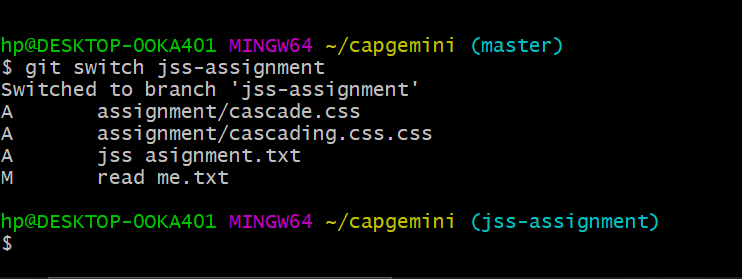 hp@DESKTOP-OOKA401 MINGW64 ~/capgemini (master)
$ git switch jss-assignment
Switched to branch 'jss-assignment'
A       assignment/cascade.css
A       assignment/cascading.css.css
A       jss asignment.txt
M       read me.txt
hp@DESKTOP-OOKA401 MINGW64 ~/capgemini (jss-assignment)
$